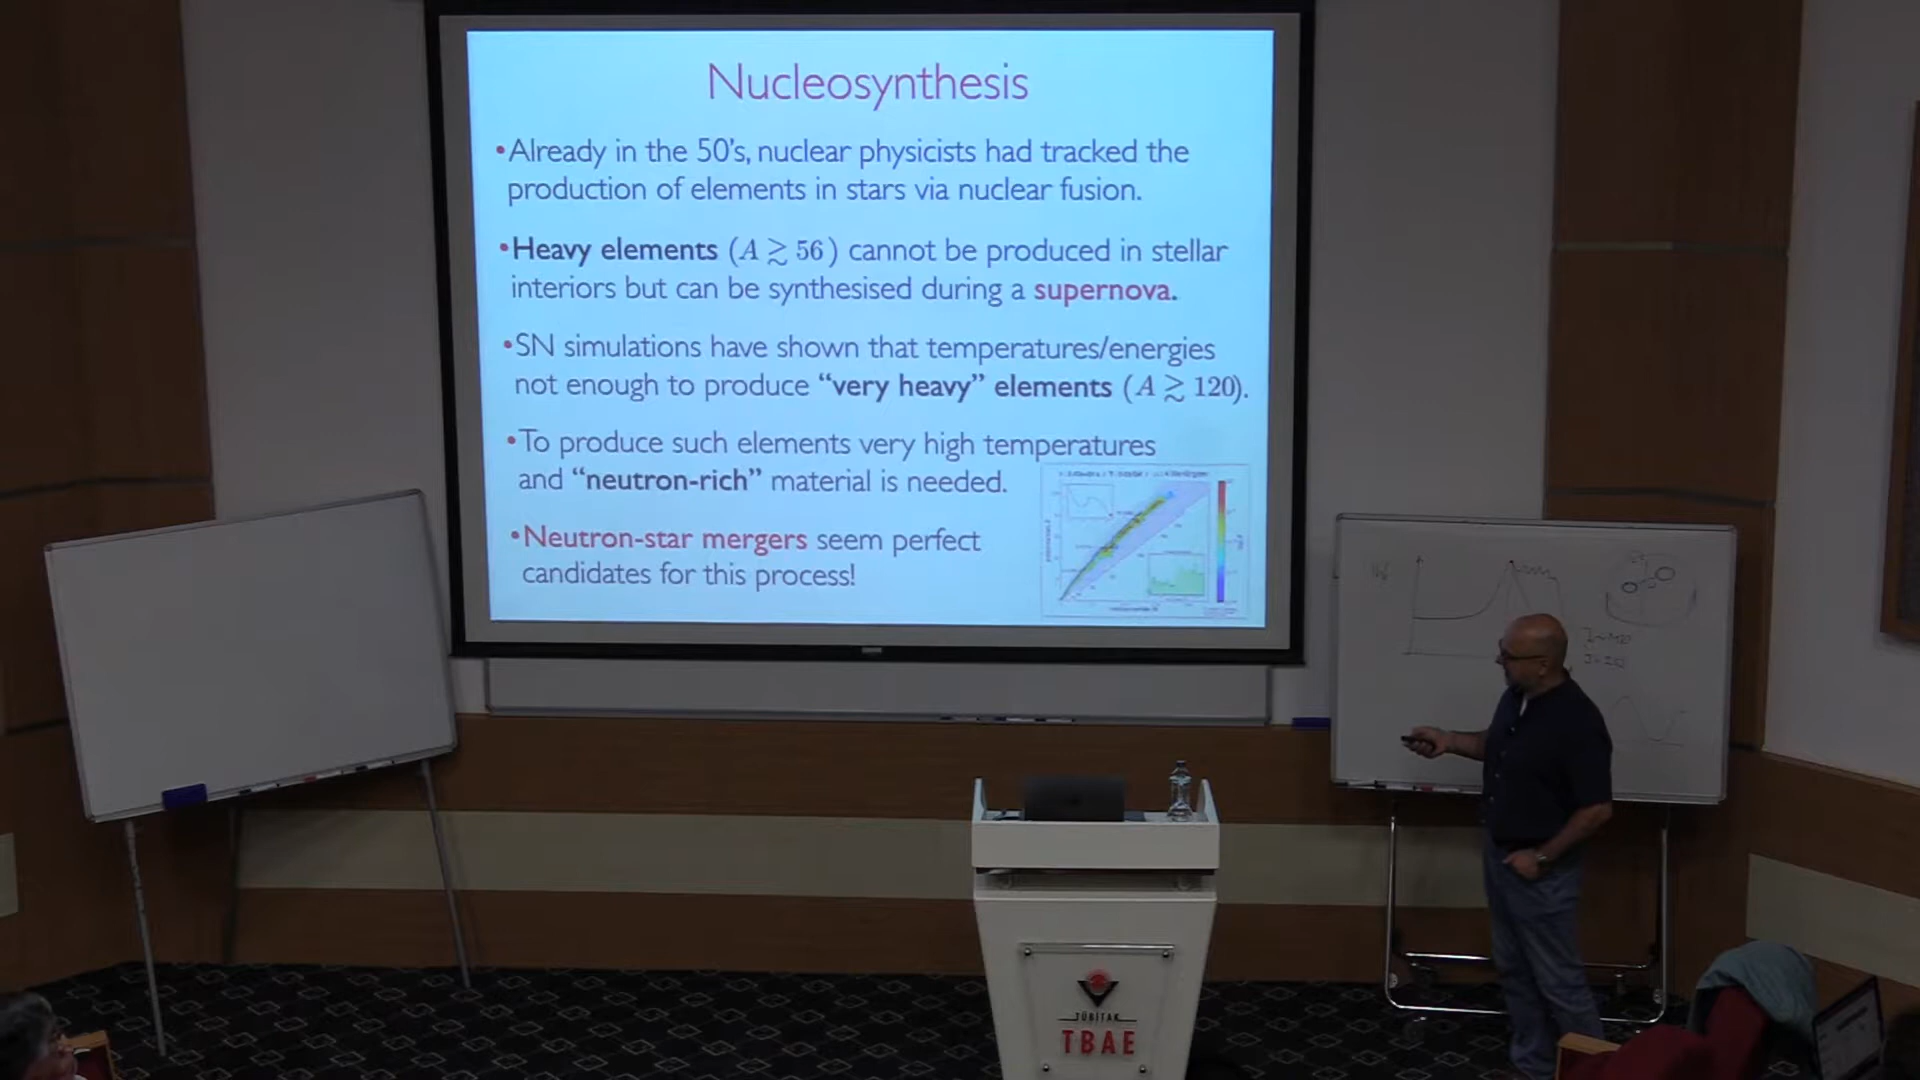 Nucleosynthesis
•Already in the 50's, nuclear physicists had tracked the
production of elements in stars via nuclear fusion.
•Heavy elements (A ≳ 56) cannot be produced in stellar
interiors but can be synthesised during a supernova.
•SN simulations have shown that temperatures/energies
not enough to produce “very heavy” elements (A ≳ 120).
•To produce such elements very high temperatures
and “neutron-rich” material is needed.
•Neutron-star mergers seem perfect
candidates for this process!
TÜBİTAK
TBAE